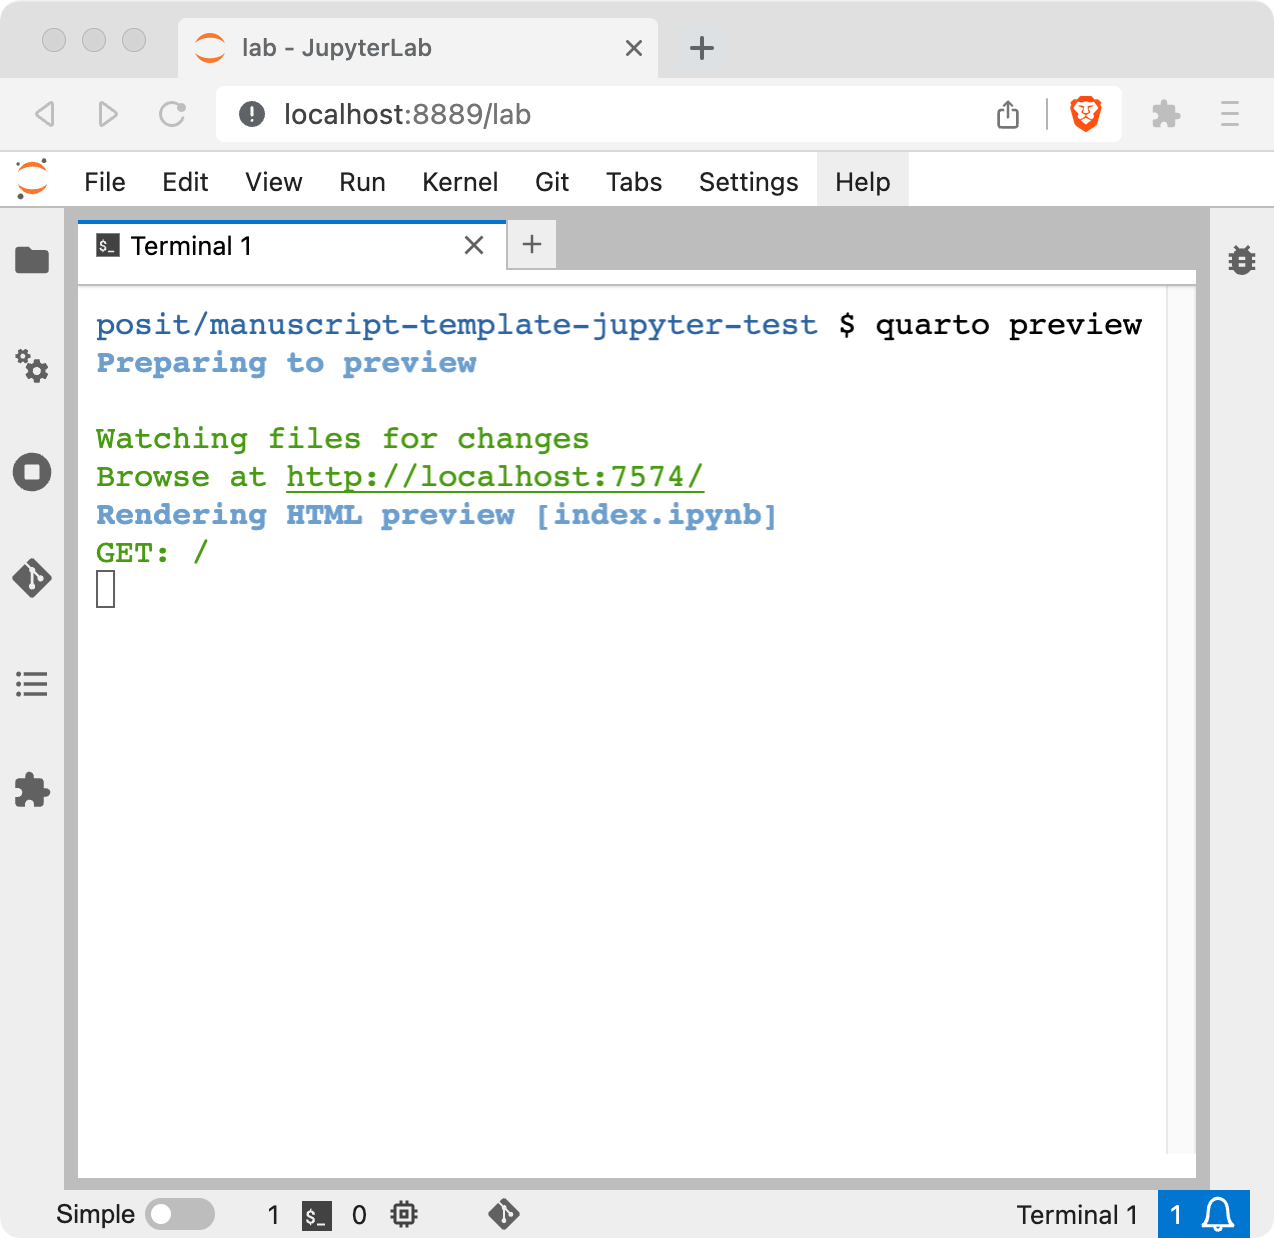 lab - JupyterLab
localhost:8889/lab
File Edit View Run Kernel Git Tabs Settings Help
$_ Terminal 1
posit/manuscript-template-jupyter-test $ quarto preview
Preparing to preview
Watching files for changes
Browse at http://localhost:7574/
Rendering HTML preview [index.ipynb]
GET: /
Simple 1 $_ 0 Terminal 1 1